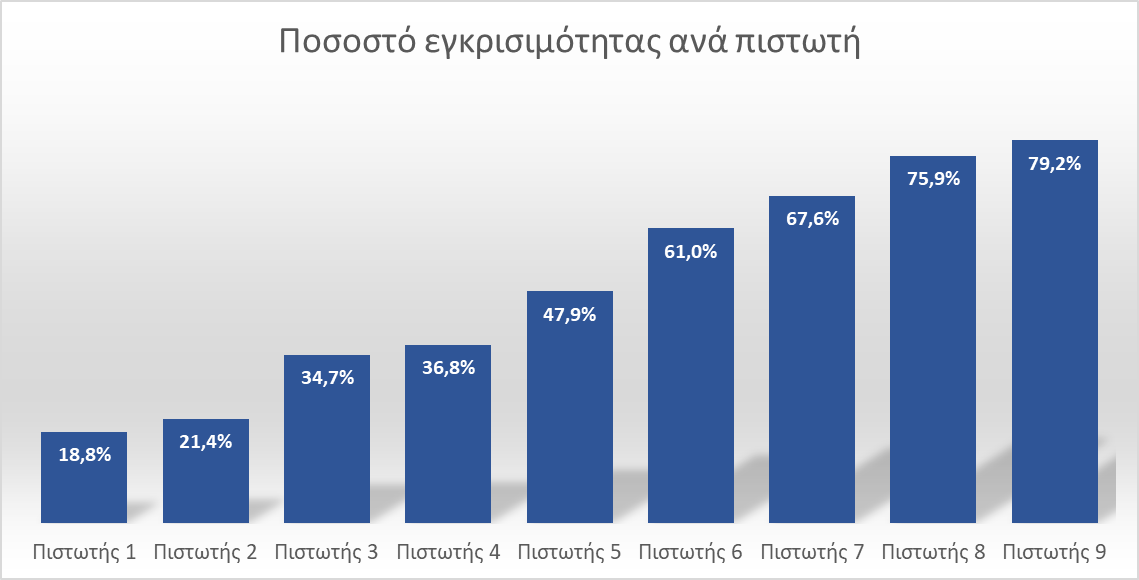 Ποσοστό εγκρισιμότητας ανά πιστωτή
18,8%
21,4%
34,7%
36,8%
47,9%
61,0%
67,6%
75,9%
79,2%
Πιστωτής 1
Πιστωτής 2
Πιστωτής 3
Πιστωτής 4
Πιστωτής 5
Πιστωτής 6
Πιστωτής 7
Πιστωτής 8
Πιστωτής 9